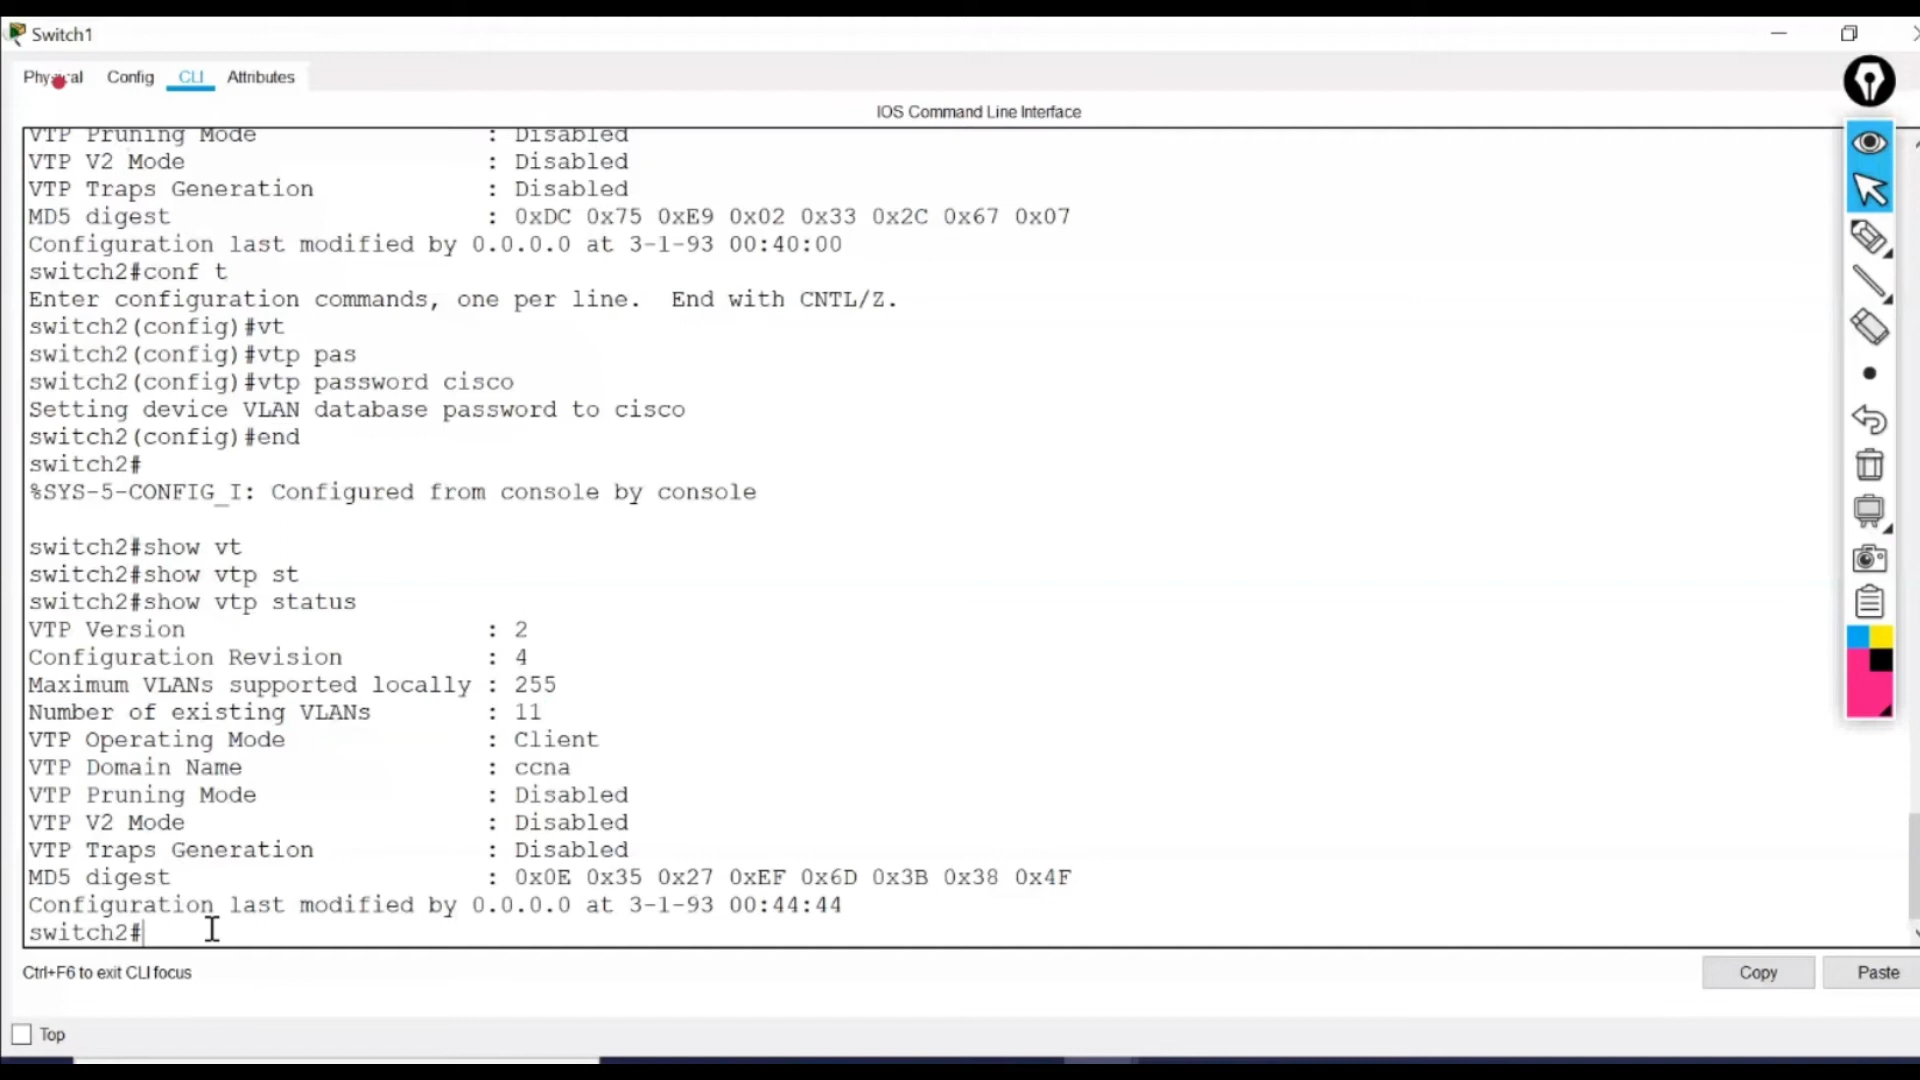 Switch1
Physical Config CLI Attributes
IOS Command Line Interface
VTP Pruning Mode : Disabled
VTP V2 Mode : Disabled
VTP Traps Generation : Disabled
MD5 digest : 0xDC 0x75 0xE9 0x02 0x33 0x2C 0x67 0x07
Configuration last modified by 0.0.0.0 at 3-1-93 00:40:00
switch2#conf t
Enter configuration commands, one per line. End with CNTL/Z.
switch2(config)#vt
switch2(config)#vtp pas
switch2(config)#vtp password cisco
Setting device VLAN database password to cisco
switch2(config)#end
switch2#
%SYS-5-CONFIG_I: Configured from console by console
switch2#show vt
switch2#show vtp st
switch2#show vtp status
VTP Version : 2
Configuration Revision : 4
Maximum VLANs supported locally : 255
Number of existing VLANs : 11
VTP Operating Mode : Client
VTP Domain Name : ccna
VTP Pruning Mode : Disabled
VTP V2 Mode : Disabled
VTP Traps Generation : Disabled
MD5 digest : 0x0E 0x35 0x27 0xEF 0x6D 0x3B 0x38 0x4F
Configuration last modified by 0.0.0.0 at 3-1-93 00:44:44
switch2#
Ctrl+F6 to exit CLI focus
Copy Paste
Top